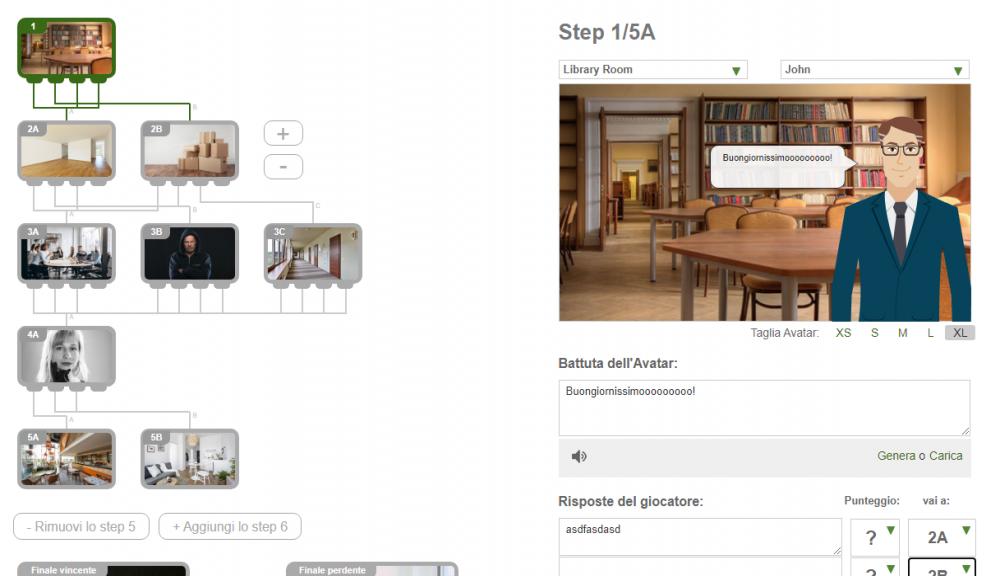 1
A
B
2A
2B
+
-
A
B
C
3A
3B
3C
A
4A
A
B
5A
5B
- Rimuovi lo step 5
+ Aggiungi lo step 6
Finale vincente
Finale perdente
Step 1/5A
Library Room
John
Buongiornissimooooooooo!
Taglia Avatar: XS S M L XL
Battuta dell'Avatar:
Buongiornissimooooooooo!
Genera o Carica
Risposte del giocatore: Punteggio: vai a:
asdfasdasd
? 2A
? 2B